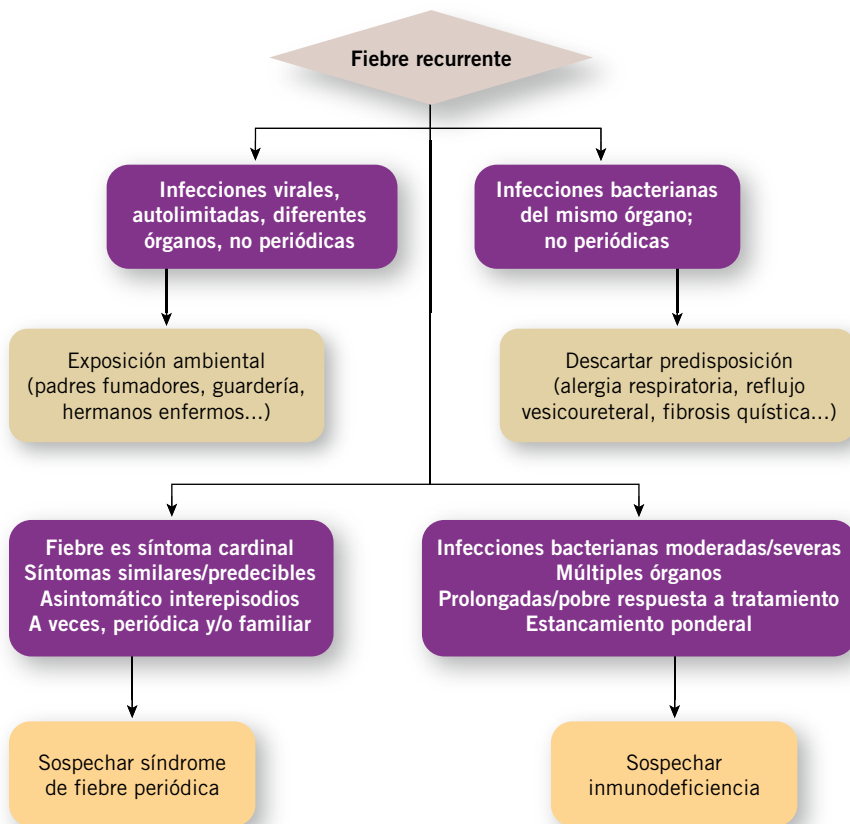 Fiebre recurrente
Infecciones virales,
autolimitadas, diferentes
órganos, no periódicas
Infecciones bacterianas
del mismo órgano;
no periódicas
Exposición ambiental
(padres fumadores, guardería,
hermanos enfermos...)
Descartar predisposición
(alergia respiratoria, reflujo
vesicoureteral, fibrosis quística...)
Fiebre es síntoma cardinal
Síntomas similares/predecibles
Asintomático interepisodios
A veces, periódica y/o familiar
Infecciones bacterianas moderadas/severas
Múltiples órganos
Prolongadas/pobre respuesta a tratamiento
Estancamiento ponderal
Sospechar síndrome
de fiebre periódica
Sospechar
inmunodeficiencia